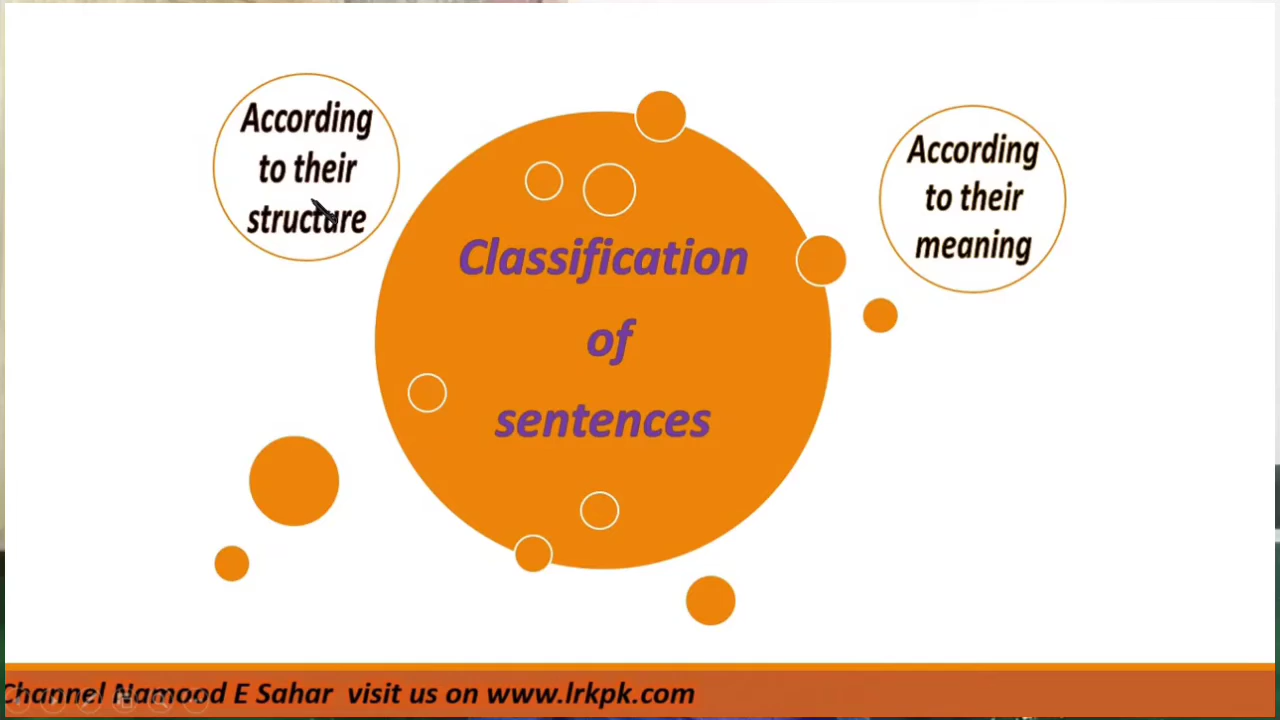 According
to their
structure
According
to their
meaning
Classification
of
sentences
Channel Namood E Sahar visit us on www.lrkpk.com